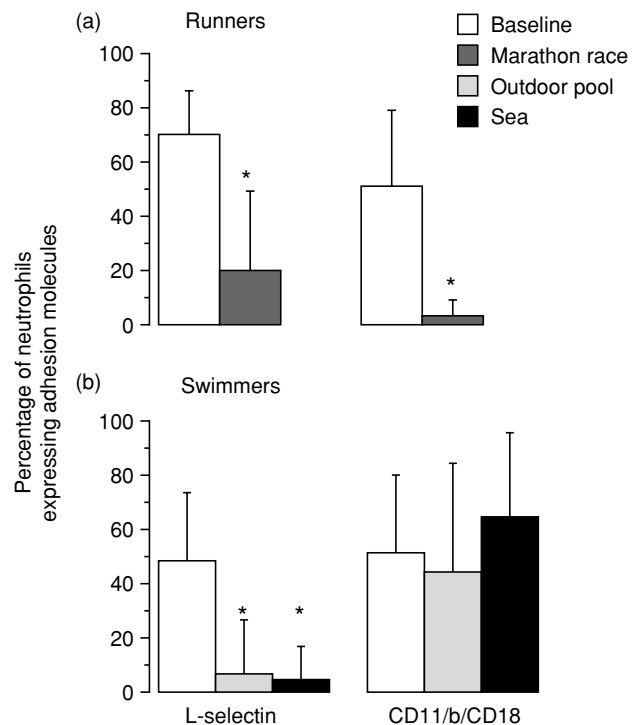 (a)
Runners
Baseline
Marathon race
Outdoor pool
Sea
100
80
60
40
20
0
*
*
Percentage of neutrophils
expressing adhesion molecules
(b)
Swimmers
100
80
60
40
20
0
*
*
L-selectin
CD11/b/CD18